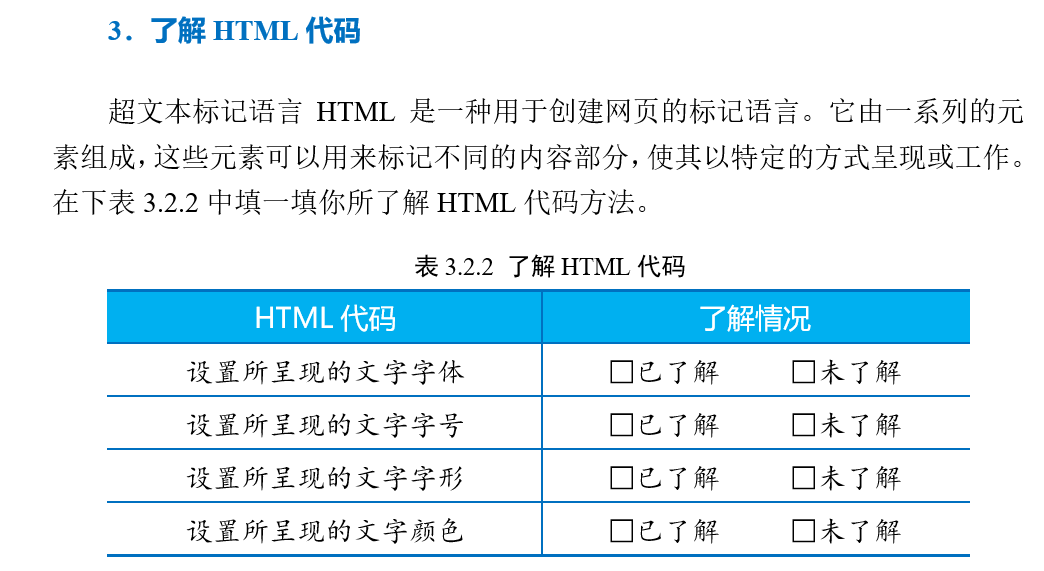 3．了解 HTML 代码
超文本标记语言 HTML 是一种用于创建网页的标记语言。它由一系列的元
素组成，这些元素可以用来标记不同的内容部分，使其以特定的方式呈现或工作。
在下表 3.2.2 中填一填你所了解 HTML 代码方法。
表 3.2.2 了解 HTML 代码
HTML 代码 了解情况
设置所呈现的文字字体 □已了解 □未了解
设置所呈现的文字字号 □已了解 □未了解
设置所呈现的文字字形 □已了解 □未了解
设置所呈现的文字颜色 □已了解 □未了解